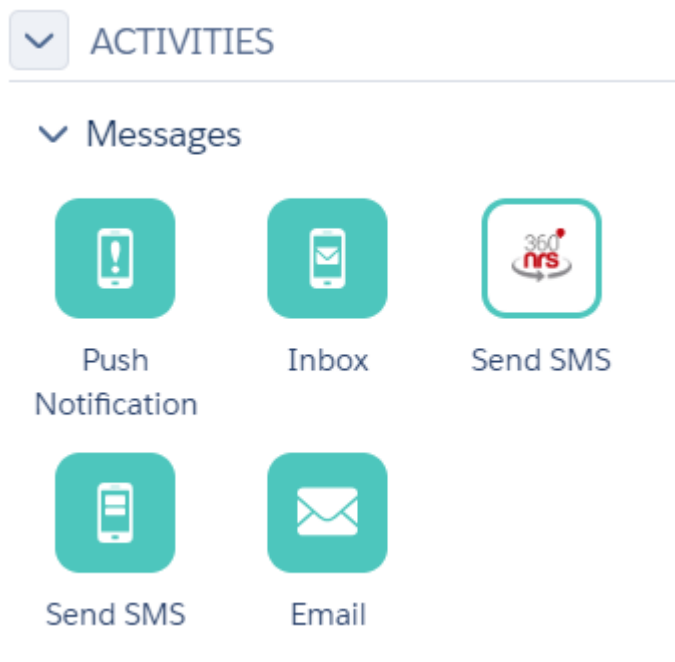 ACTIVITIES
Messages
360
nrs
Push
Notification
Inbox
Send SMS
Send SMS
Email